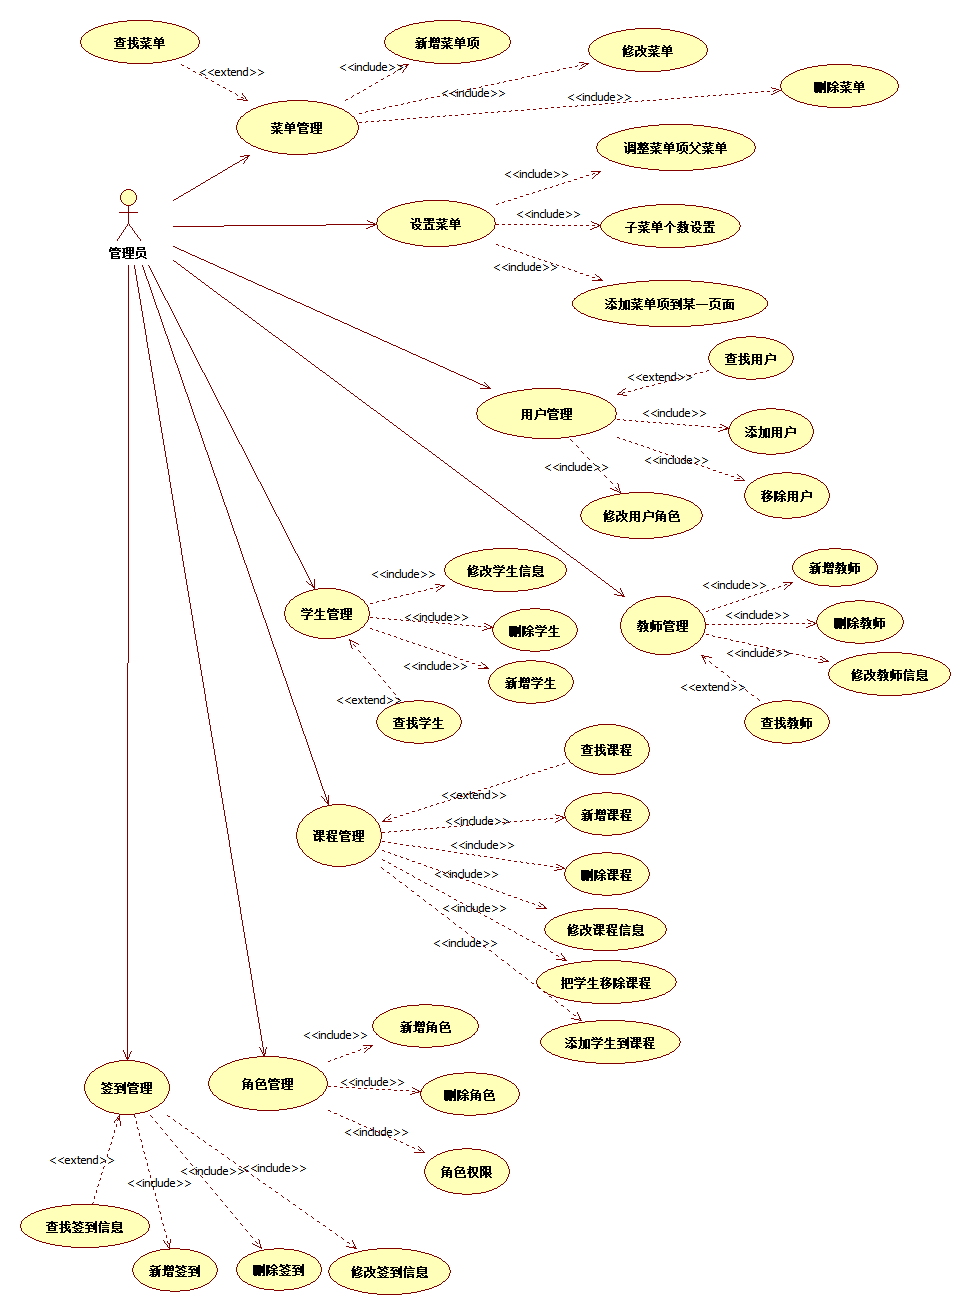 查找菜单
新增菜单项
修改菜单
删除菜单
<<extend>>
<<include>>
<<include>>
<<include>>
菜单管理
调整菜单项父菜单
<<include>>
设置菜单
<<include>>
子菜单个数设置
管理员
<<include>>
添加菜单项到某一页面
查找用户
<<extend>>
用户管理
<<include>>
添加用户
<<include>>
<<include>>
移除用户
修改用户角色
修改学生信息
<<include>>
新增教师
<<include>>
学生管理
<<include>>
删除学生
教师管理
<<include>>
删除教师
<<include>>
新增学生
<<include>>
修改教师信息
<<extend>>
查找学生
<<extend>>
查找教师
查找课程
<<extend>>
新增课程
<<include>>
课程管理
<<include>>
删除课程
<<include>>
<<include>>
修改课程信息
<<include>>
把学生移除课程
添加学生到课程
新增角色
<<include>>
签到管理
角色管理
<<include>>
删除角色
<<include>>
角色权限
<<extend>>
<<include>>
<<include>>
<<include>>
查找签到信息
新增签到
删除签到
修改签到信息